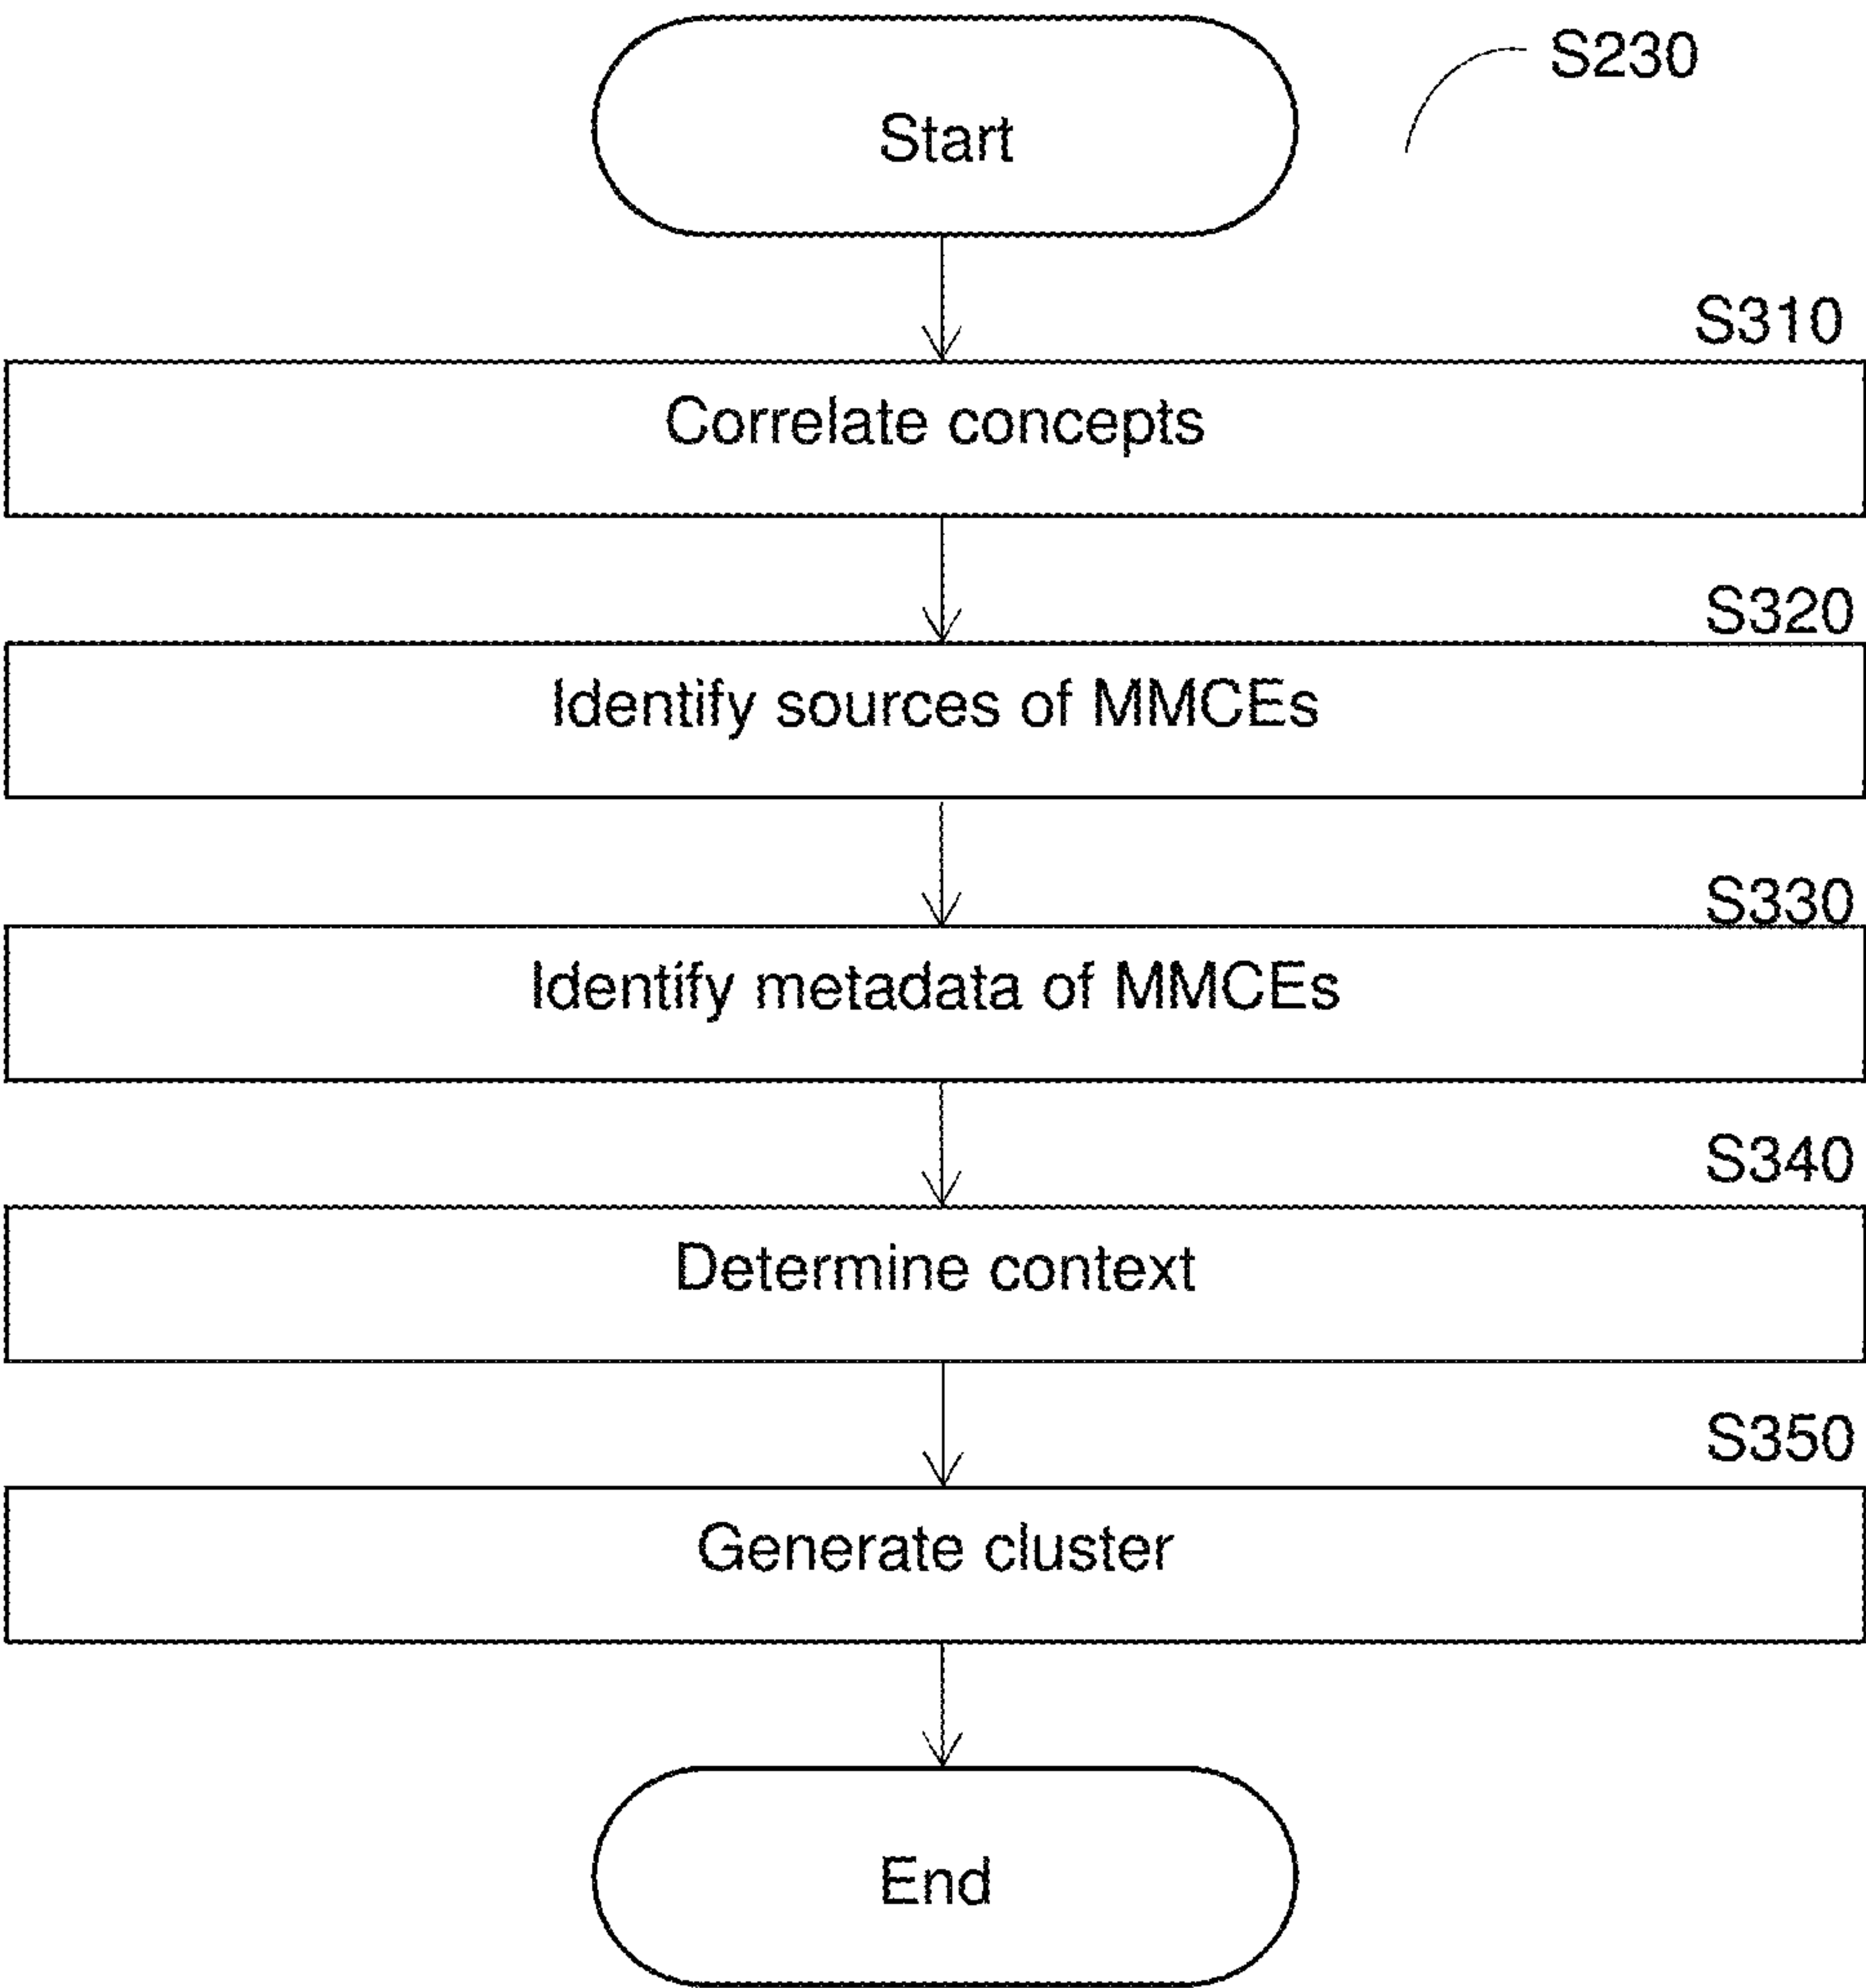 Start
S230
S310
Correlate concepts
S320
Identify sources of MMCEs
S330
Identify metadata of MMCEs
S340
Determine context
S350
Generate cluster
End